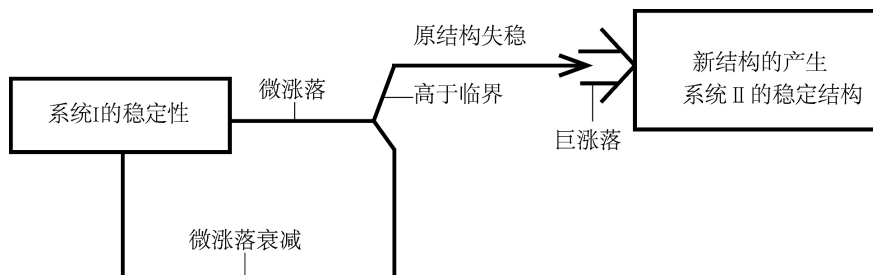 原结构失稳
新结构的产生
系统Ⅱ的稳定结构
微涨落
高于临界
系统I的稳定性
巨涨落
微涨落衰减